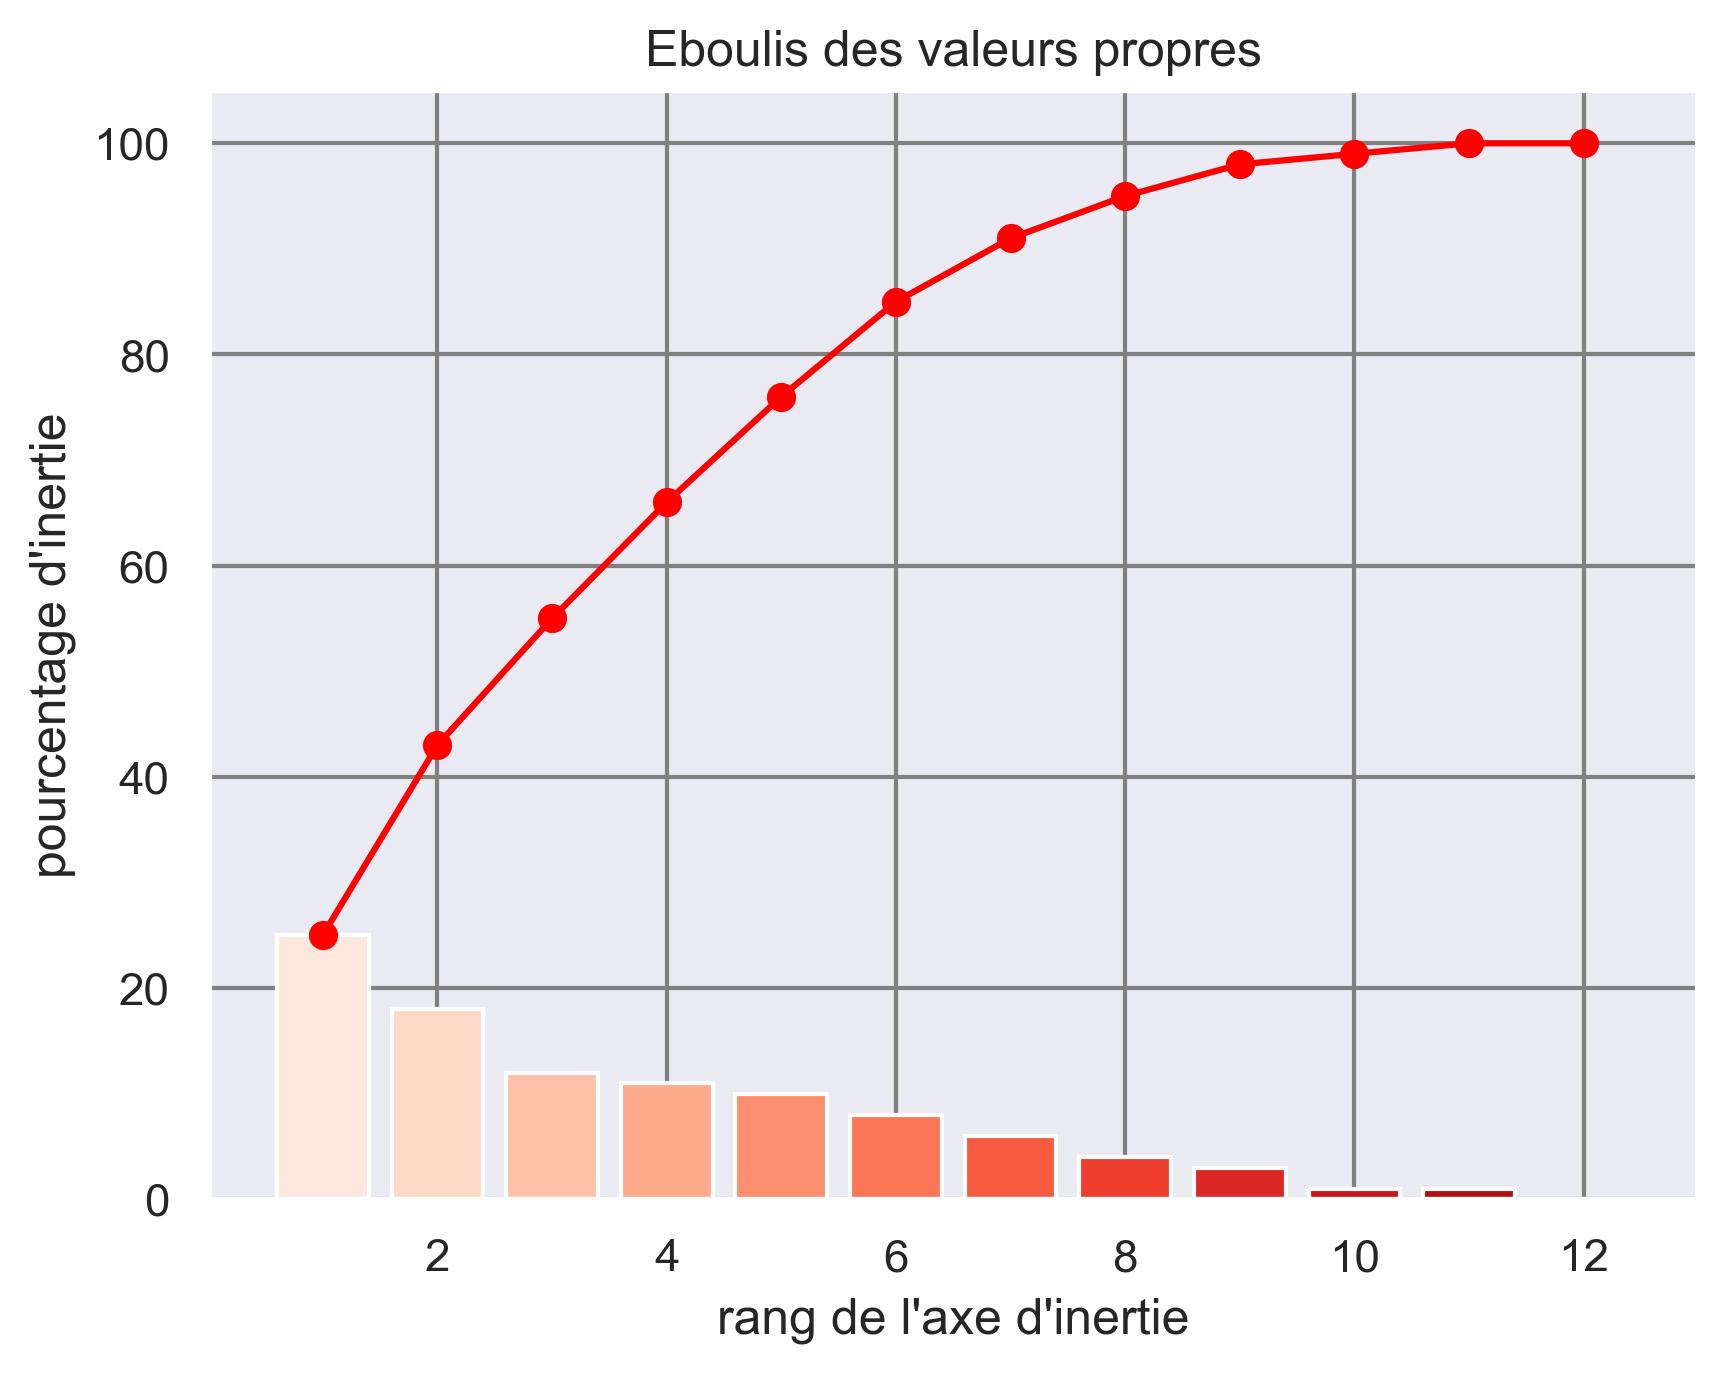 Eboulis des valeurs propres
100
80
60
40
20
0
pourcentage d'inertie
2 4 6 8 10 12
rang de l'axe d'inertie